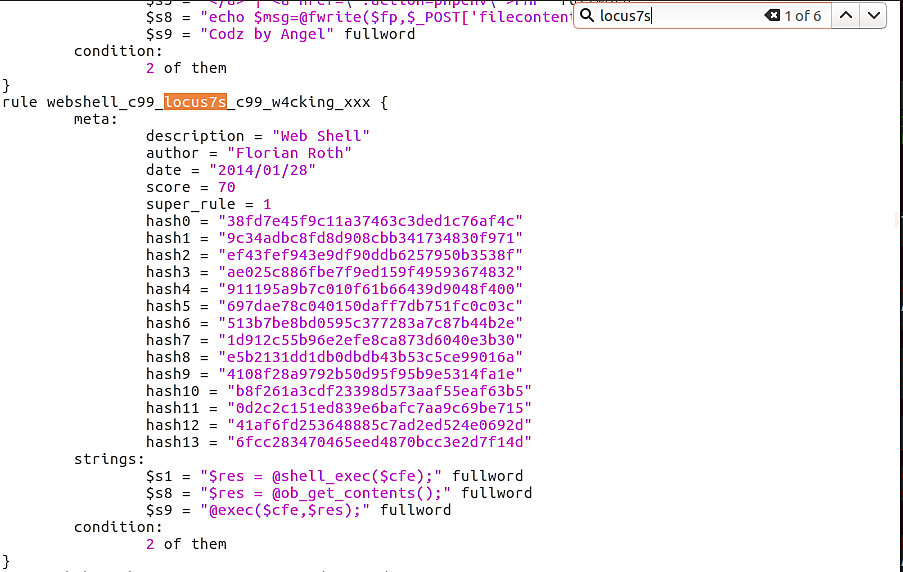 $s8 = "echo $msg=@fwrite($fp,$_POST['filecontent
locus7s
1 of 6
$s9 = "Codz by Angel" fullword
condition:
2 of them
}
rule webshell_c99_locus7s_c99_w4cking_xxx {
meta:
description = "Web Shell"
author = "Florian Roth"
date = "2014/01/28"
score = 70
super_rule = 1
hash0 = "38fd7e45f9c11a37463c3ded1c76af4c"
hash1 = "9c34adbc8fd8d908cbb341734830f971"
hash2 = "ef43fef943e9df90ddb6257950b3538f"
hash3 = "ae025c886fbe7f9ed159f49593674832"
hash4 = "911195a9b7c010f61b66439d9048f400"
hash5 = "697dae78c040150daff7db751fc0c03c"
hash6 = "513b7be8bd0595c377283a7c87b44b2e"
hash7 = "1d912c55b96e2efe8ca873d6040e3b30"
hash8 = "e5b2131dd1db0dbdb43b53c5ce99016a"
hash9 = "4108f28a9792b50d95f95b9e5314fa1e"
hash10 = "b8f261a3cdf23398d573aaf55eaf63b5"
hash11 = "0d2c2c151ed839e6bafc7aa9c69be715"
hash12 = "41af6fd253648885c7ad2ed524e0692d"
hash13 = "6fcc283470465eed4870bcc3e2d7f14d"
strings:
$s1 = "$res = @shell_exec($cfe);" fullword
$s8 = "$res = @ob_get_contents();" fullword
$s9 = "@exec($cfe,$res);" fullword
condition:
2 of them
}